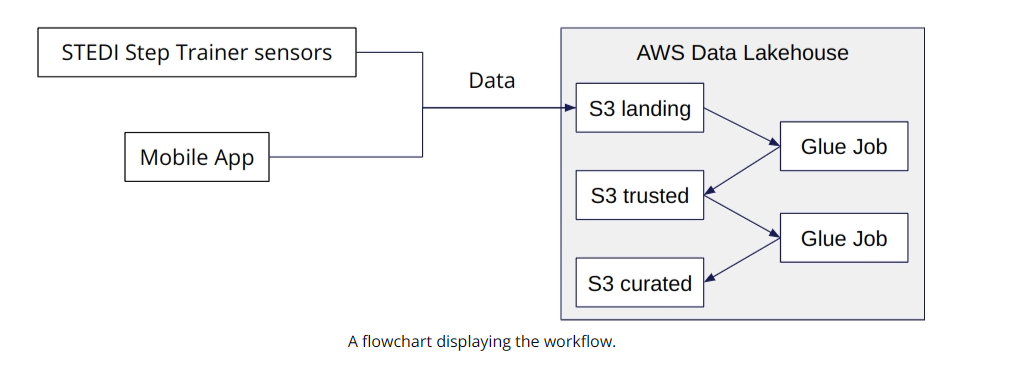 STEDI Step Trainer sensors
Mobile App
Data
AWS Data Lakehouse
S3 landing
Glue Job
S3 trusted
Glue Job
S3 curated
A flowchart displaying the workflow.